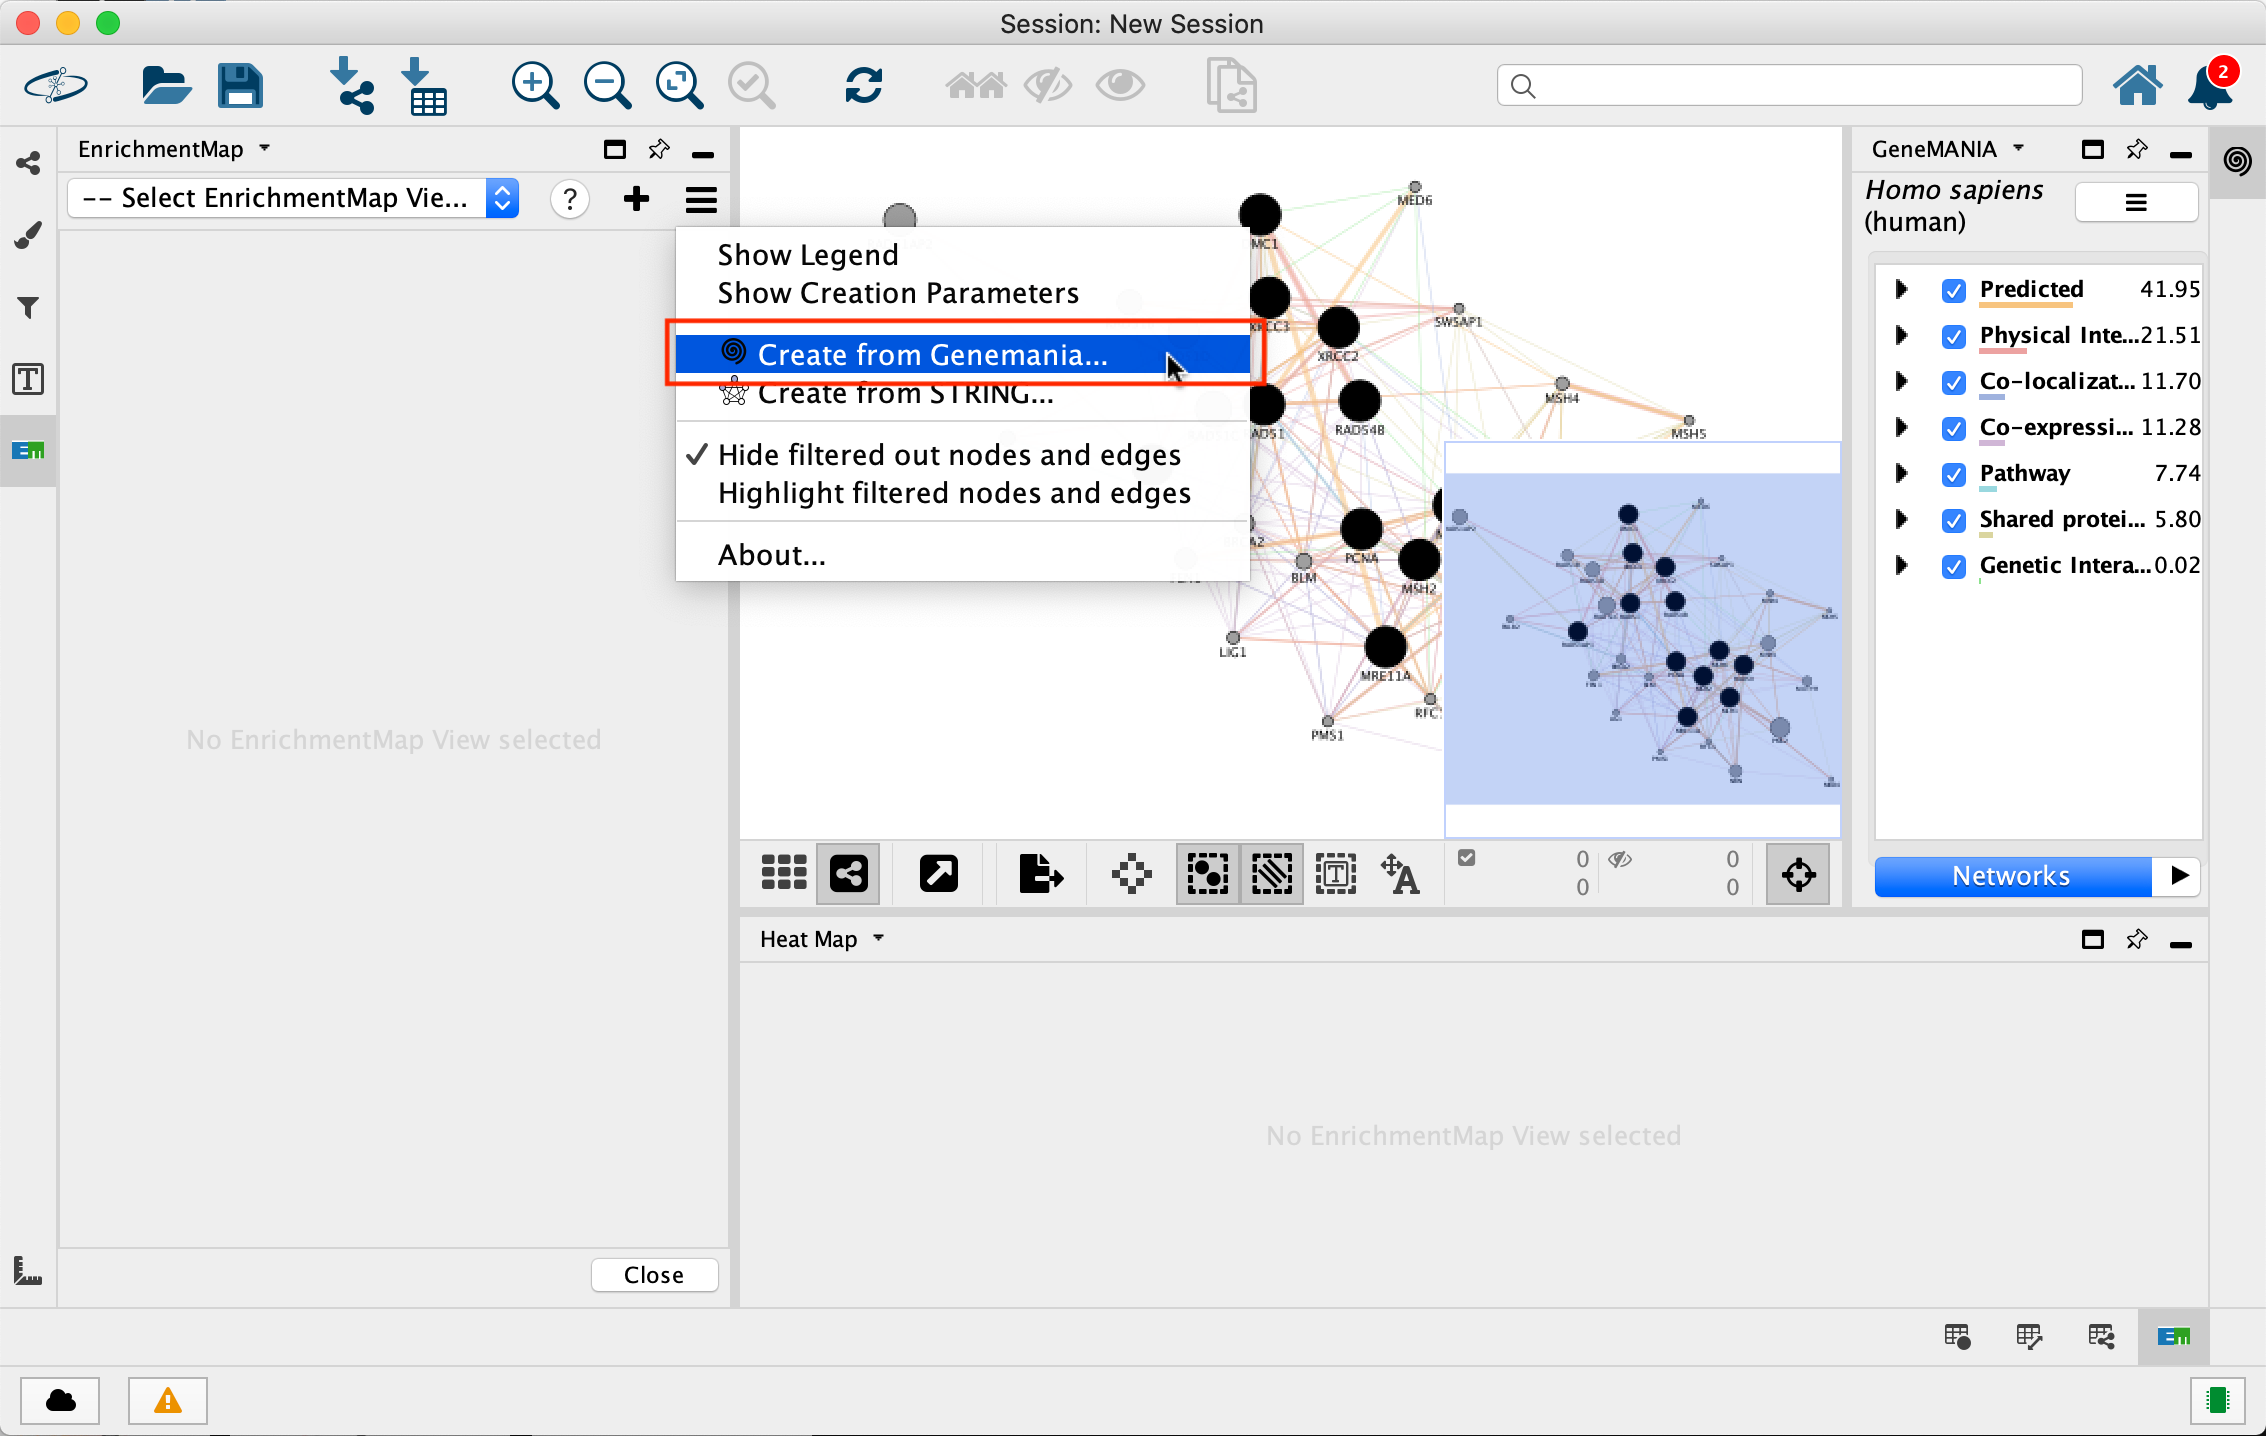 Session: New Session
2
EnrichmentMap
-- Select EnrichmentMap Vie...
?
No EnrichmentMap View selected
Close
Show Legend
Show Creation Parameters
Create from Genemania...
Create from STRING...
Hide filtered out nodes and edges
Highlight filtered nodes and edges
About...
MED6
XRCC2
SWSAP1
MSH4
MSH5
RAD54B
PCNA
BLM
MSH2
LIG1
MRE11A
PMS1
0
0
0
0
GeneMANIA
Homo sapiens
(human)
Predicted 41.95
Physical Inte... 21.51
Co-localizat... 11.70
Co-expressi... 11.28
Pathway 7.74
Shared protei... 5.80
Genetic Intera... 0.02
Networks
Heat Map
No EnrichmentMap View selected